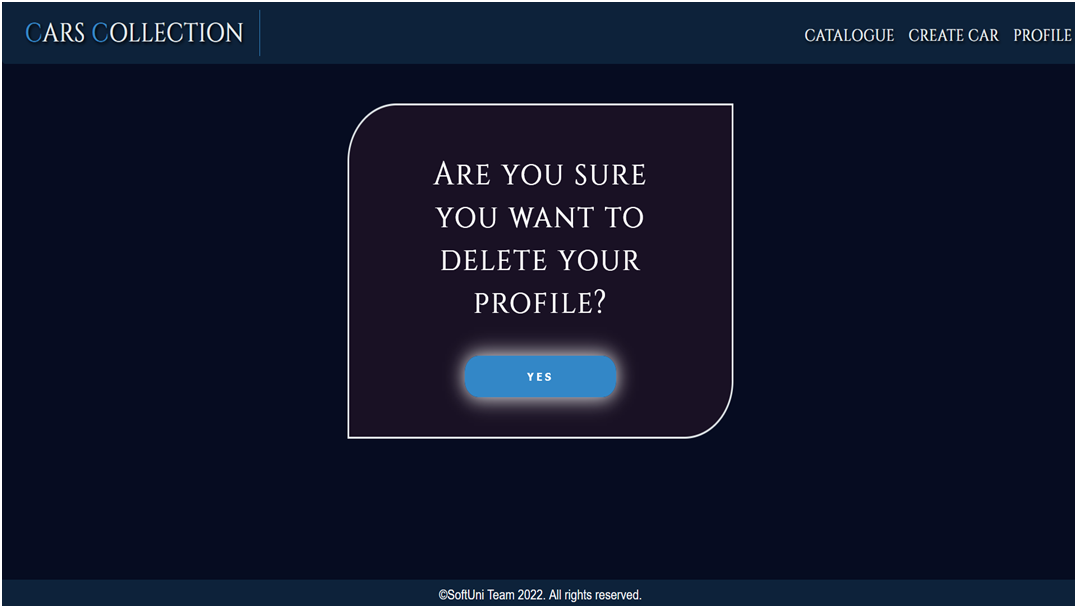 CARS COLLECTION
CATALOGUE CREATE CAR PROFILE
ARE YOU SURE
YOU WANT TO
DELETE YOUR
PROFILE?
YES
©SoftUni Team 2022. All rights reserved.